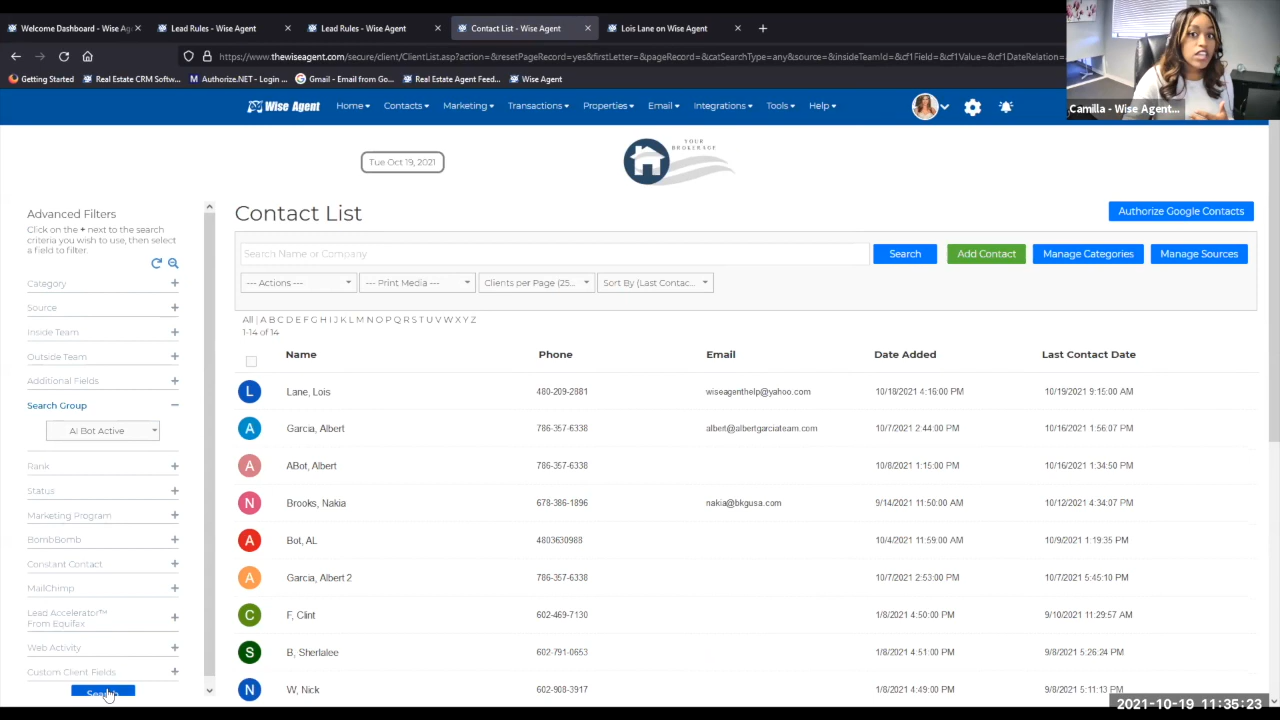 Welcome Dashboard - Wise Ag
Lead Rules - Wise Agent
Lead Rules - Wise Agent
Contact List - Wise Agent
Lois Lane on Wise Agent
https://www.thewiseagent.com/secure/client/ClientList.asp?action=&resetPageRecord=yes&firstLetter=&pageRecord=&catSearchType=any&source=&insideTeamId=&cf1Field=&cf1Value=&cf1DateRelation=
Getting Started
Real Estate CRM Softw...
Authorize.NET - Login ...
Gmail - Email from Go...
Real Estate Agent Feed...
Wise Agent
Camilla - Wise Agent...
Wise Agent
Home
Contacts
Marketing
Transactions
Properties
Email
Integrations
Tools
Help
Tue Oct 19, 2021
YOUR
BROKERAGE
Advanced Filters
Click on the + next to the search
criteria you wish to use, then select
a field to filter.
Category +
Source +
Inside Team +
Outside Team +
Additional Fields +
Search Group −
Ai Bot Active
Rank +
Status +
Marketing Program +
BombBomb +
Constant Contact +
MailChimp +
Lead Accelerator™
From Equifax +
Web Activity +
Custom Client Fields +
Search
Contact List
Authorize Google Contacts
Search Name or Company
Search
Add Contact
Manage Categories
Manage Sources
--- Actions ---
--- Print Media ---
Clients per Page (25...
Sort By (Last Contac...
All | A B C D E F G H I J K L M N O P Q R S T U V W X Y Z
1-14 of 14
Name Phone Email Date Added Last Contact Date
L Lane, Lois 480-209-2881 wiseagenthelp@yahoo.com 10/18/2021 4:16:00 PM 10/19/2021 9:15:00 AM
A Garcia, Albert 786-357-6338 albert@albertgarciateam.com 10/7/2021 2:44:00 PM 10/16/2021 1:56:07 PM
A ABot, Albert 786-357-6338 10/8/2021 1:15:00 PM 10/16/2021 1:34:50 PM
N Brooks, Nakia 678-386-1896 nakia@bkgusa.com 9/14/2021 11:50:00 AM 10/12/2021 4:34:07 PM
A Bot, AL 4803630988 10/4/2021 11:59:00 AM 10/9/2021 1:19:35 PM
A Garcia, Albert 2 786-357-6338 10/7/2021 2:53:00 PM 10/7/2021 5:45:10 PM
C F, Clint 602-469-7130 1/8/2021 4:50:00 PM 9/10/2021 11:29:57 AM
S B, Sherlalee 602-791-0653 1/8/2021 4:51:00 PM 9/8/2021 5:26:24 PM
N W, Nick 602-908-3917 1/8/2021 4:49:00 PM 9/8/2021 5:11:13 PM
2021-10-19 11:35:23